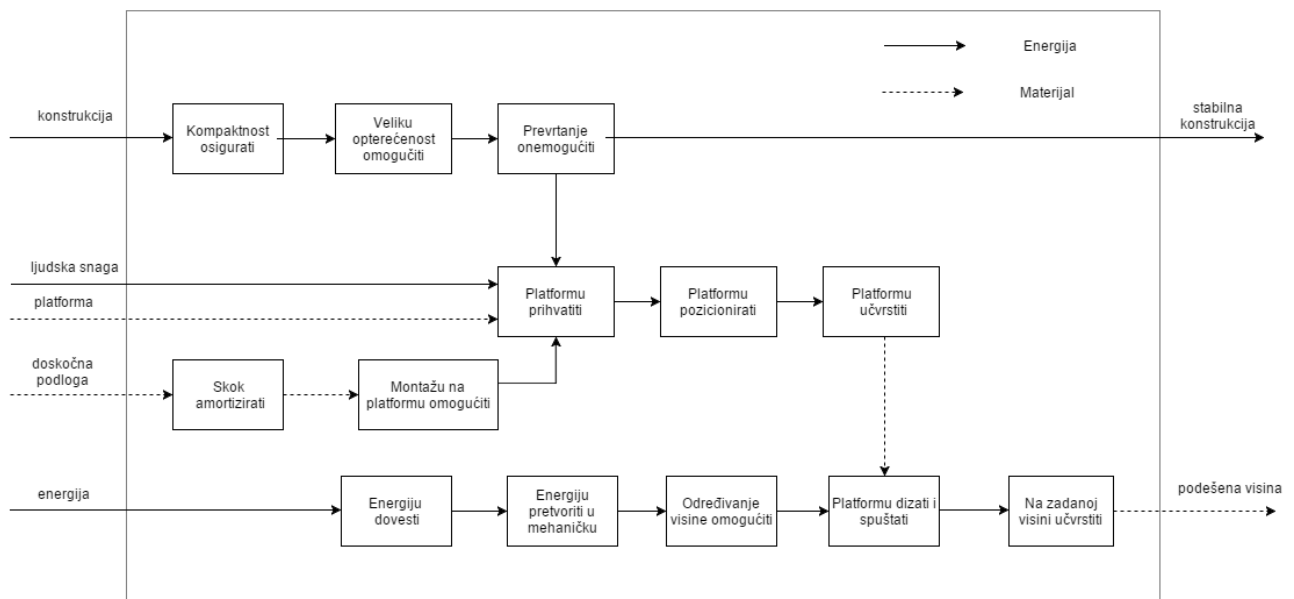 Energija
Materijal
konstrukcija
Kompaktnost
osigurati
Veliku
opterećenost
omogučiti
Prevrtanje
onemogućiti
stabilna
konstrukcija
ljudska snaga
platforma
Platformu
prihvatiti
Platformu
pozicionirati
Platformu
učvrstiti
doskočna
podloga
Skok
amortizirati
Montažu na
platformu omogućiti
energija
Energiju
dovesti
Energiju
pretvoriti u
mehaničku
Određivanje
visine omogućiti
Platformu dizati i
spuštati
Na zadanoj
visini učvrstiti
podešena visina